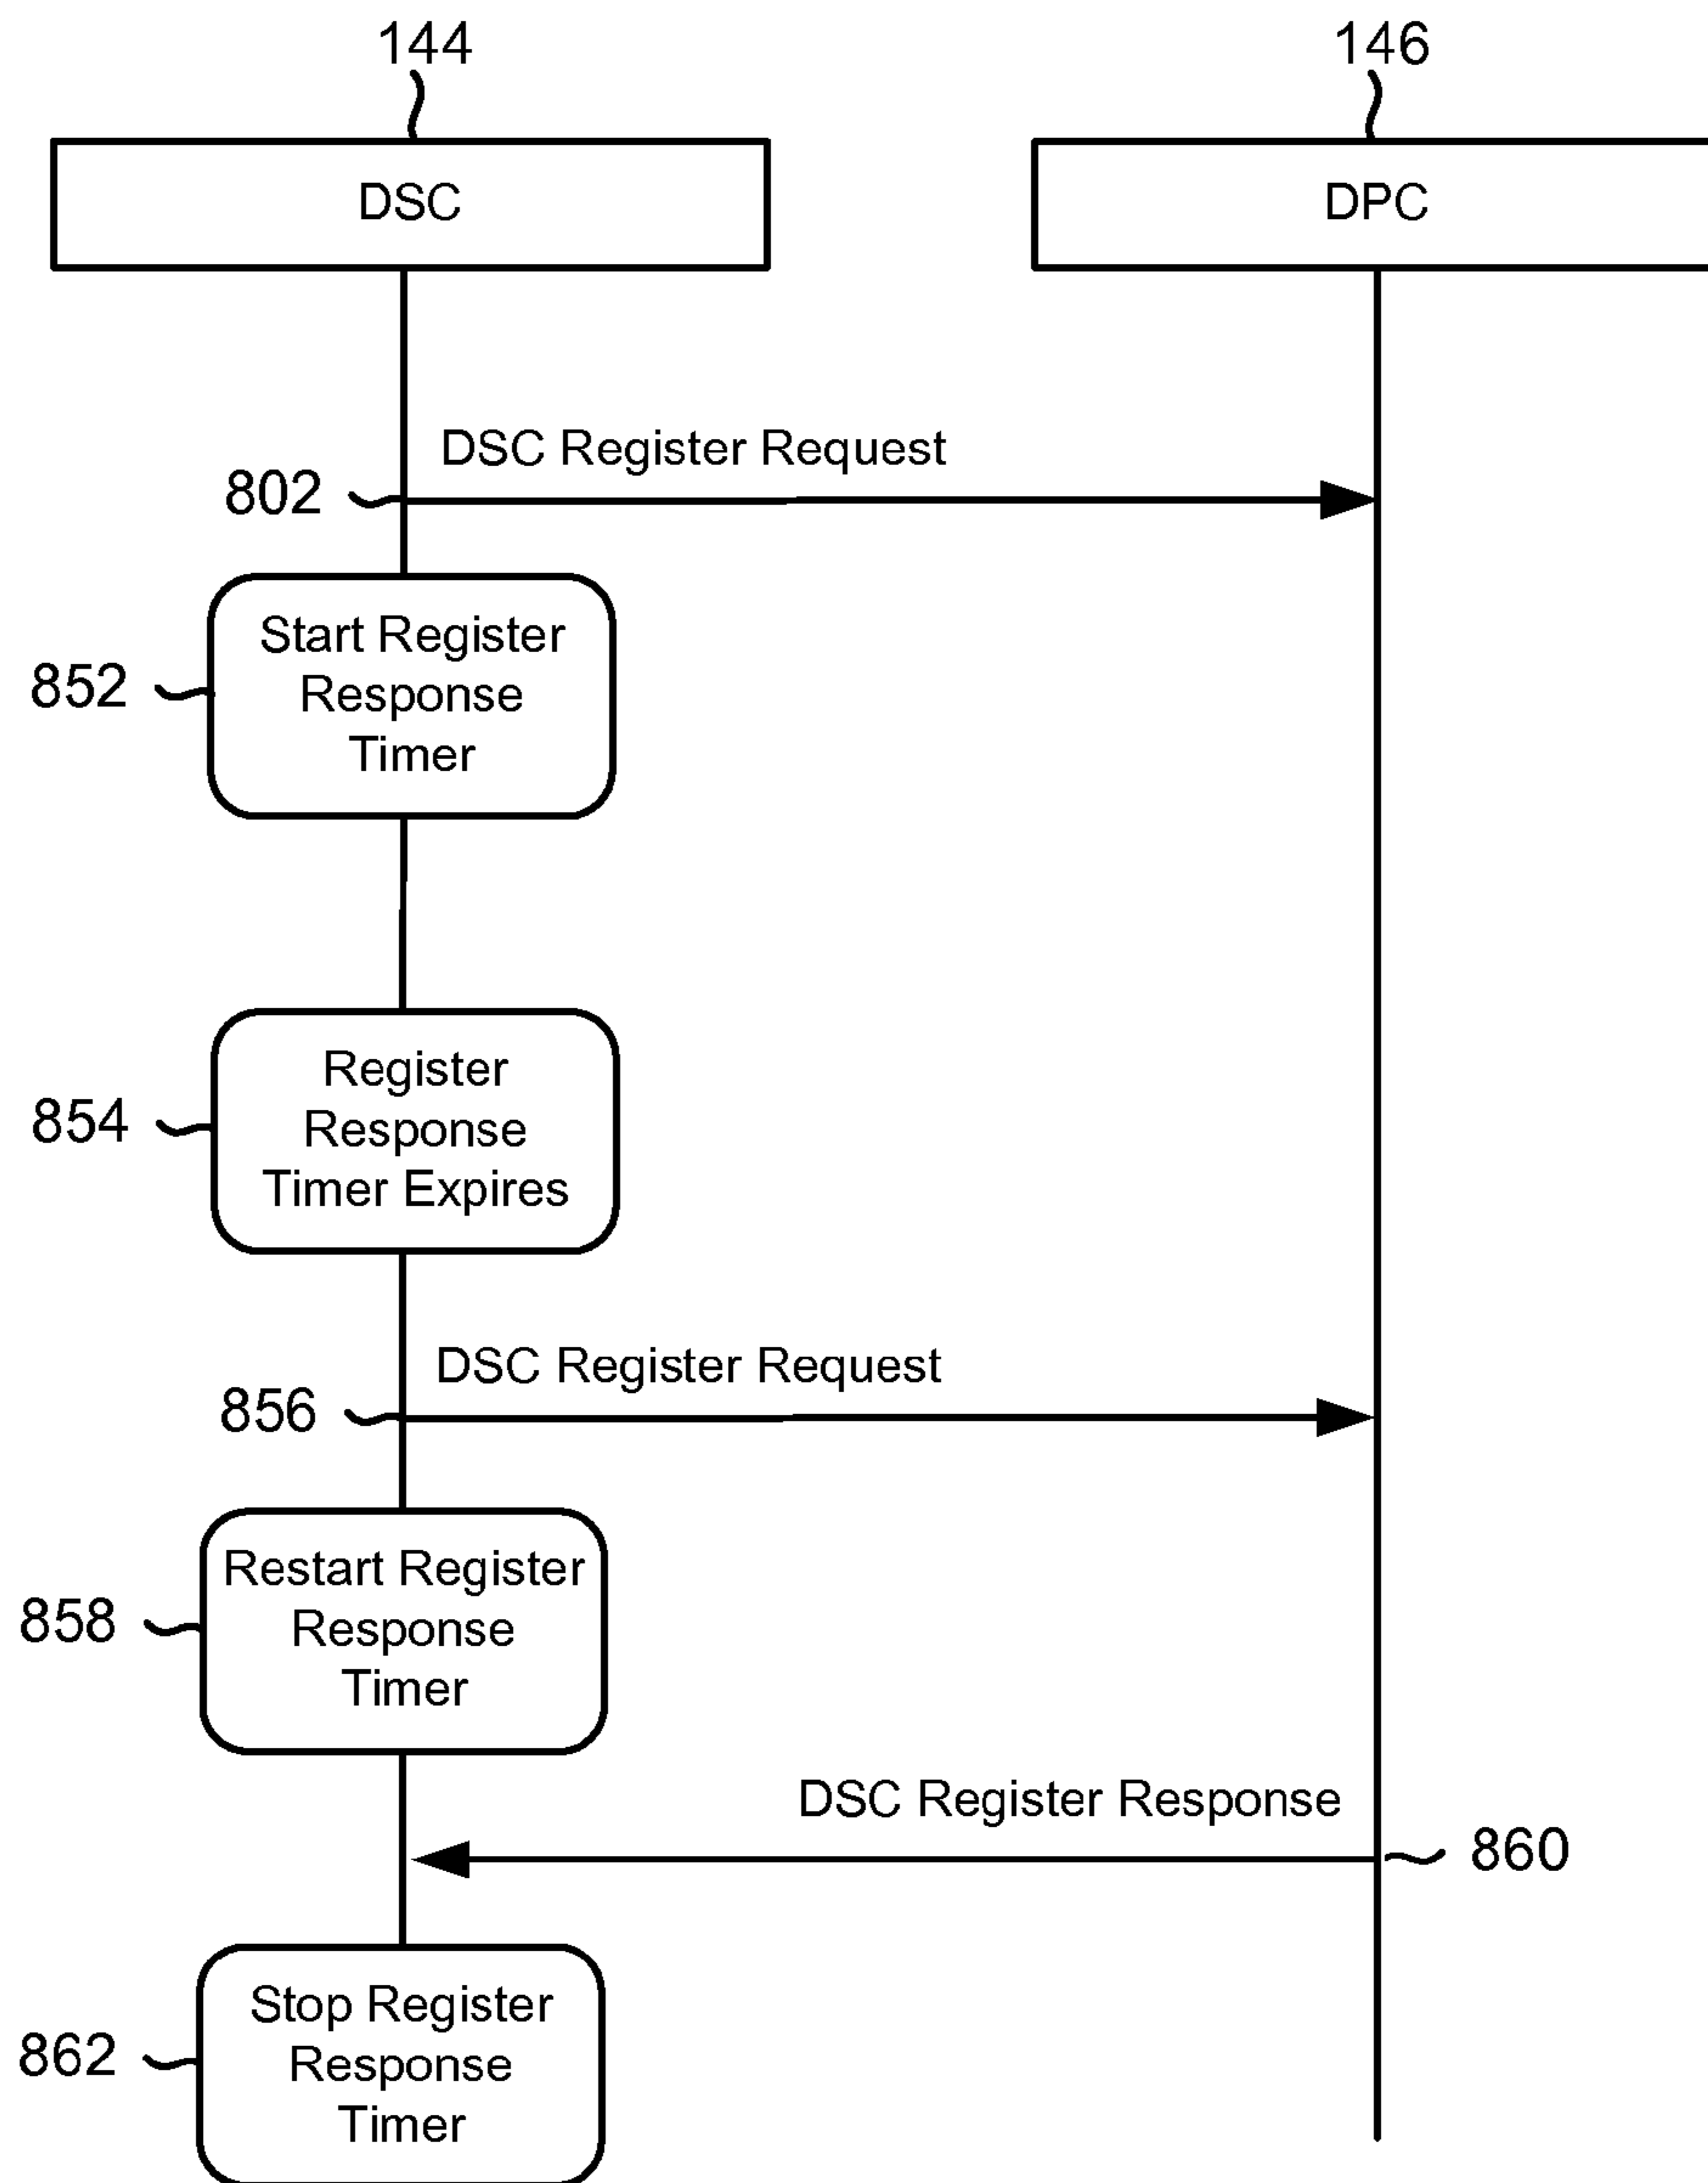 144
146
DSC
DPC
DSC Register Request
802
Start Register
Response
Timer
852
Register
Response
Timer Expires
854
DSC Register Request
856
Restart Register
Response
Timer
858
DSC Register Response
860
Stop Register
Response
Timer
862